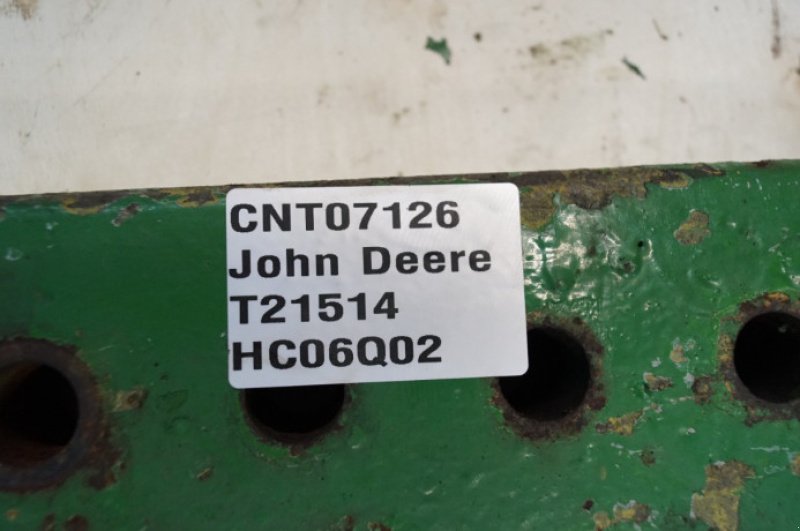 CNT07126
John Deere
T21514
HC06Q02